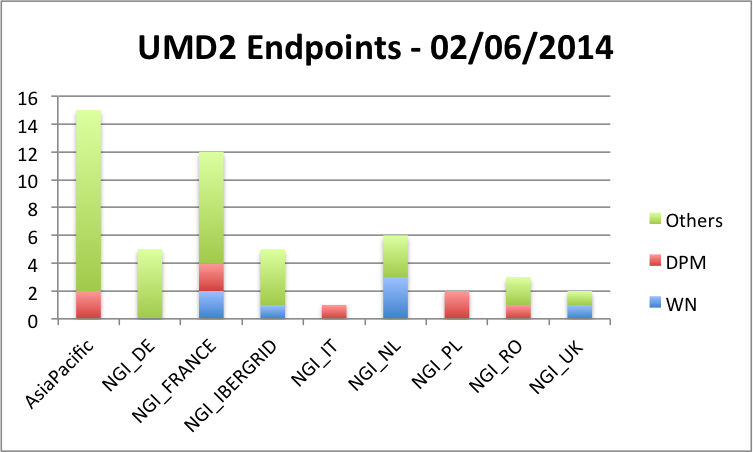 UMD2 Endpoints - 02/06/2014
16
14
12
10
8
6
4
2
0
AsiaPacific
NGI_DE
NGI_FRANCE
NGI_IBERGRID
NGI_IT
NGI_NL
NGI_PL
NGI_RO
NGI_UK
Others
DPM
WN